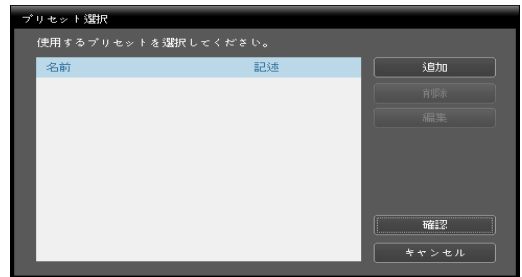 プリセット選択
使用するプリセットを選択してください。
名前 記述
追加
削除
編集
確認
キャンセル